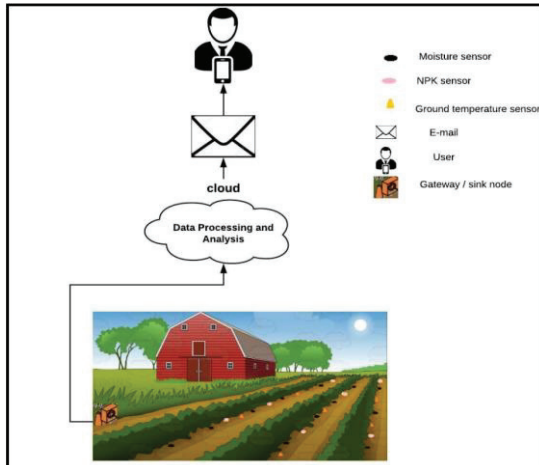 cloud
Data Processing and
Analysis
Moisture sensor
NPK sensor
Ground temperature sensor
E-mail
User
Gateway / sink node